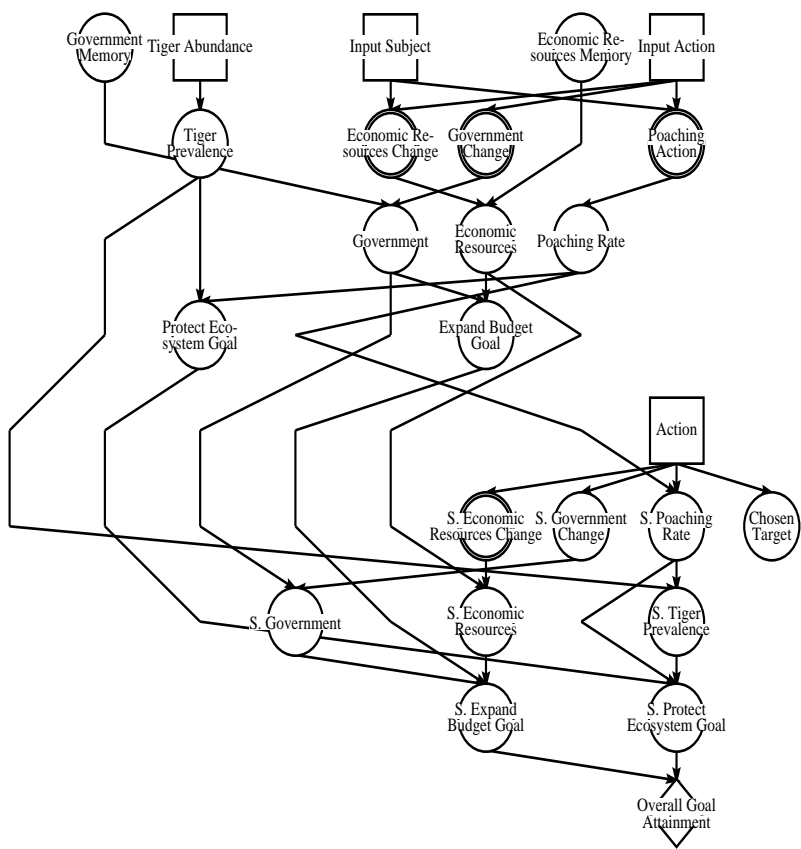 Government
Memory
Tiger Abundance
Input Subject
Economic Re-
sources Memory
Input Action
Tiger
Prevalence
Economic Re-
sources Change
Government
Change
Poaching
Action
Government
Economic
Resources
Poaching Rate
Protect Eco-
system Goal
Expand Budget
Goal
Action
S. Economic
Resources Change
S. Government
Change
S. Poaching
Rate
Chosen
Target
S. Government
S. Economic
Resources
S. Tiger
Prevalence
S. Expand
Budget Goal
S. Protect
Ecosystem Goal
Overall Goal
Attainment